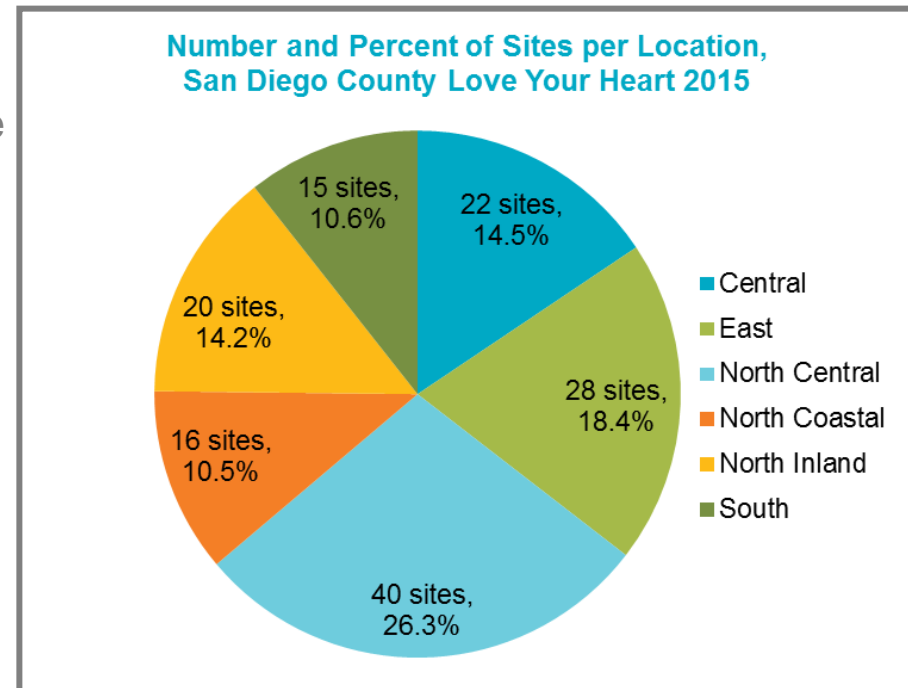 Number and Percent of Sites per Location,
San Diego County Love Your Heart 2015
e
15 sites,
10.6%
22 sites,
14.5%
20 sites,
14.2%
28 sites,
18.4%
16 sites,
10.5%
40 sites,
26.3%
Central
East
North Central
North Coastal
North Inland
South